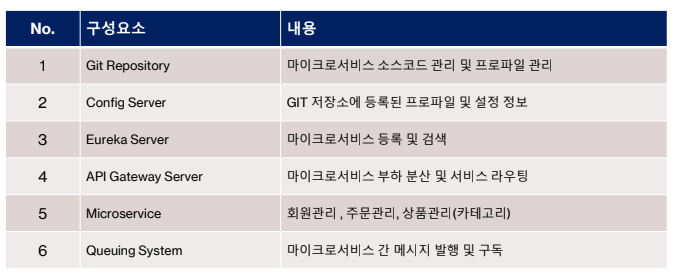 No. 구성요소 내용
1 Git Repository 마이크로서비스 소스코드 관리 및 프로파일 관리
2 Config Server GIT 저장소에 등록된 프로파일 및 설정 정보
3 Eureka Server 마이크로서비스 등록 및 검색
4 API Gateway Server 마이크로서비스 부하 분산 및 서비스 라우팅
5 Microservice 회원관리 , 주문관리, 상품관리(카테고리)
6 Queuing System 마이크로서비스 간 메시지 발행 및 구독